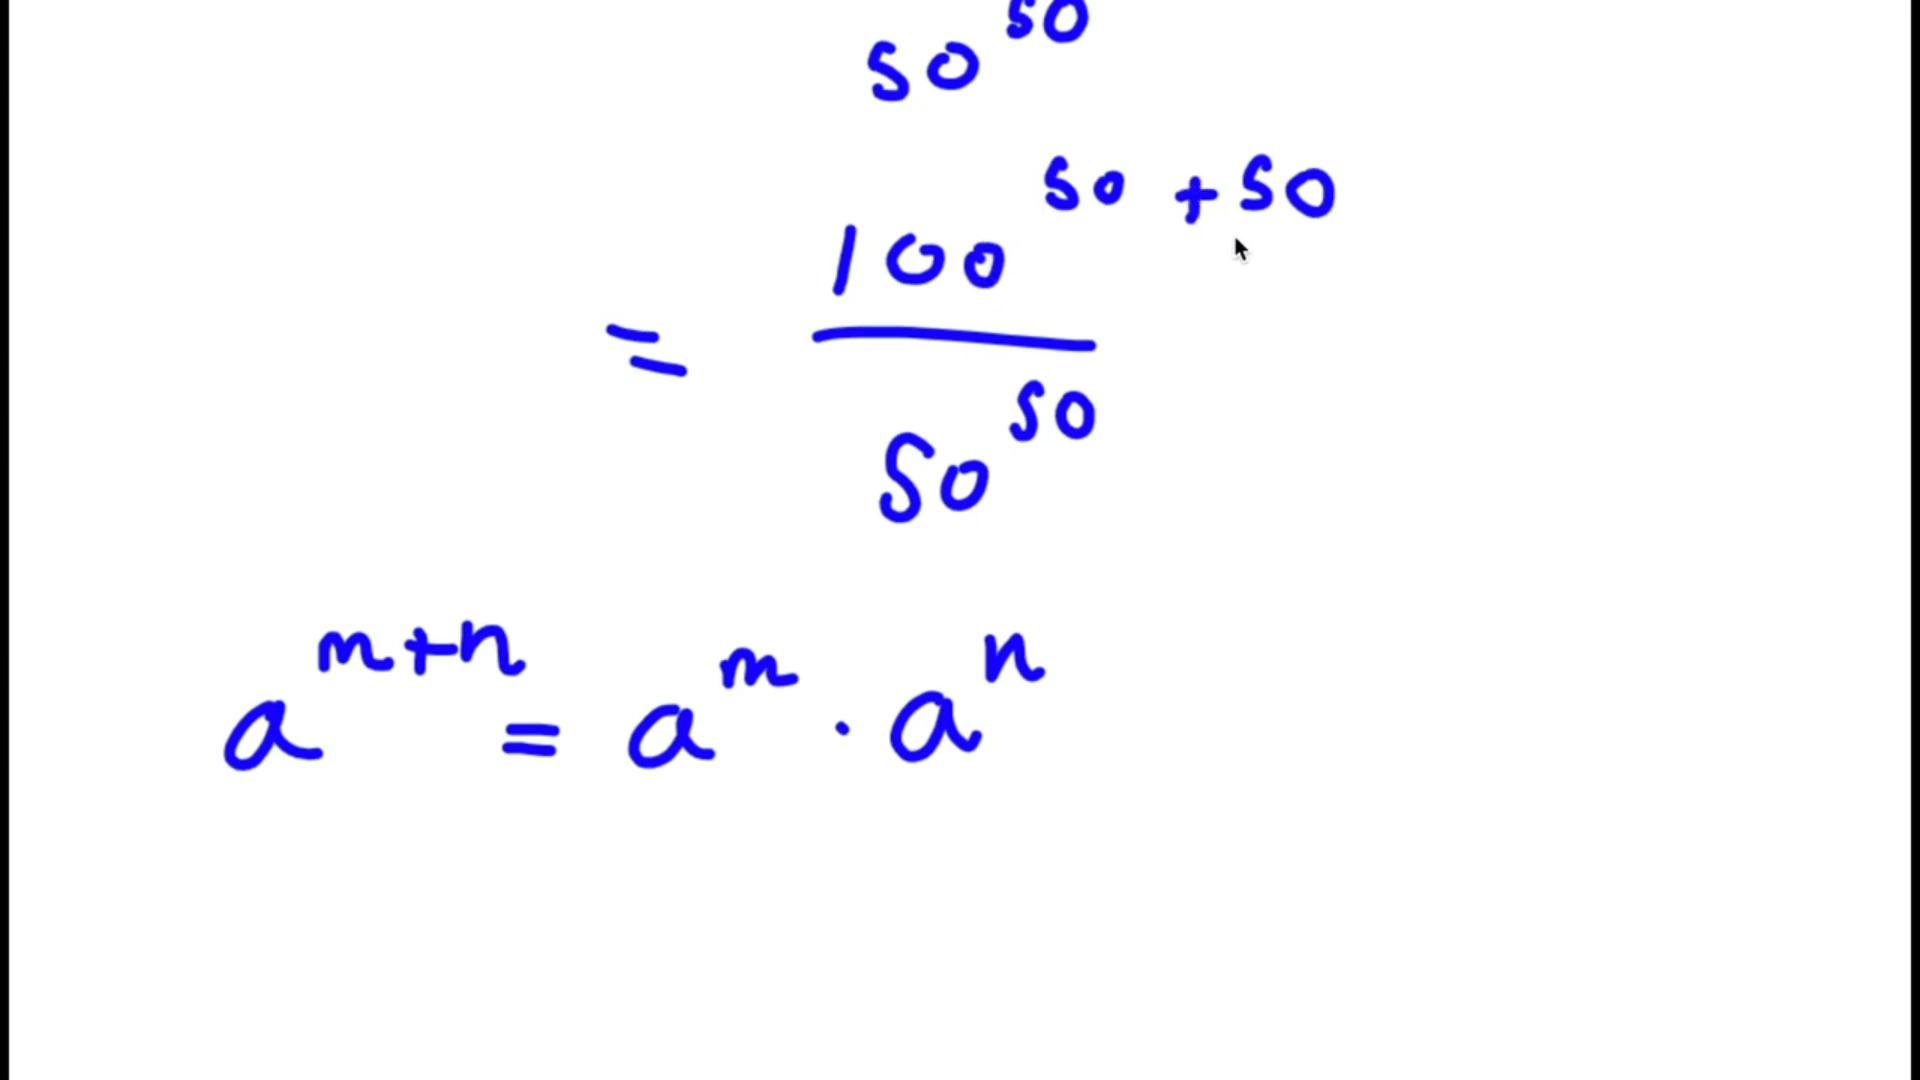 50^50
= 100^(50+50) / 50^50
a^(m+n) = a^m · a^n